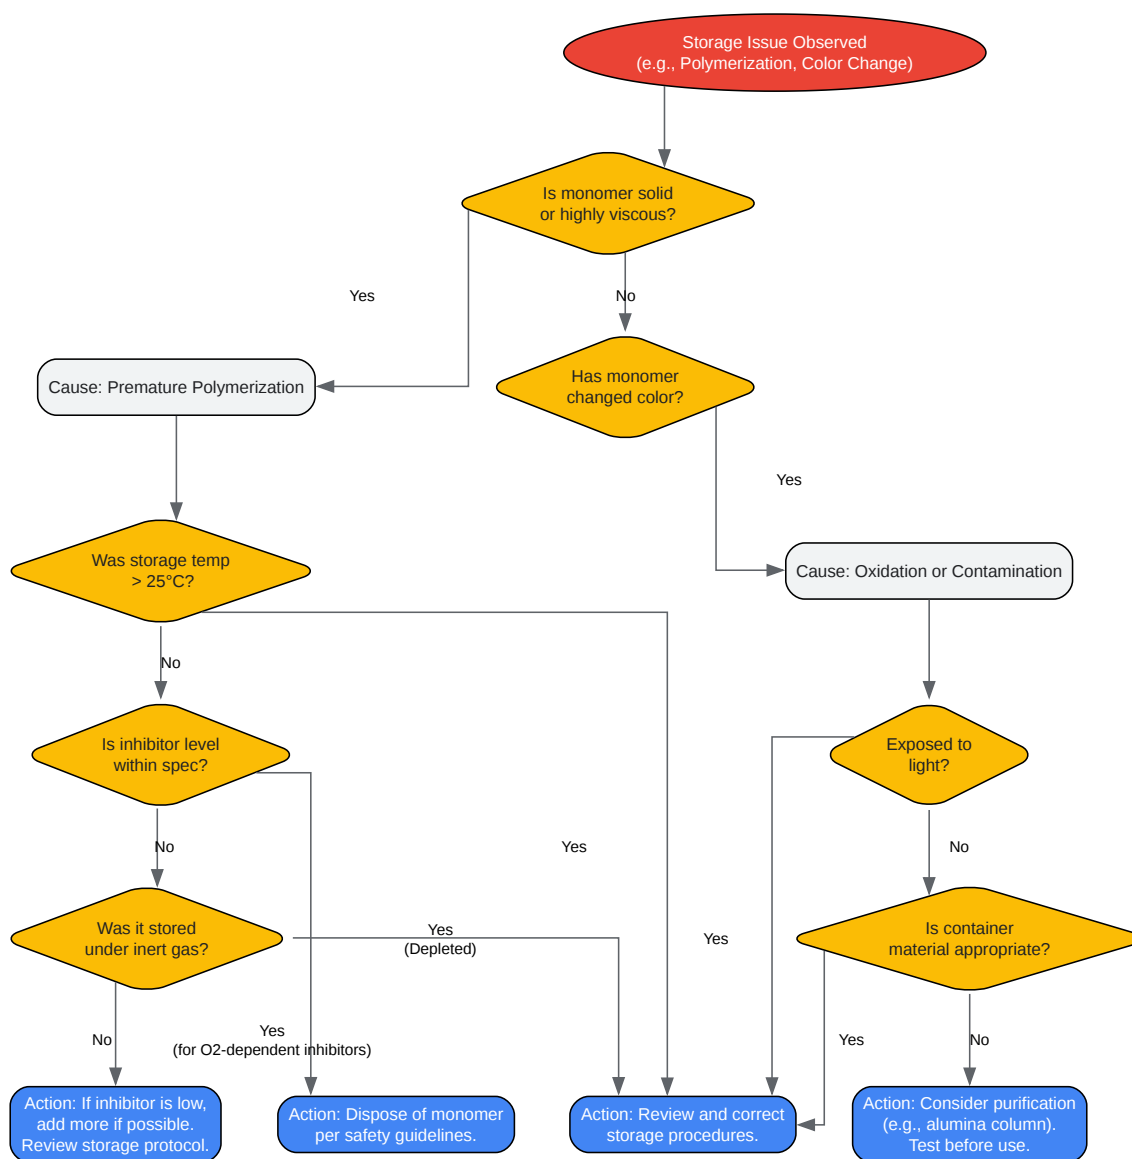 Storage Issue Observed
(e.g., Polymerization, Color Change)
Is monomer solid
or highly viscous?
Yes
No
Cause: Premature Polymerization
Has monomer
changed color?
Yes
Was storage temp
> 25°C?
Cause: Oxidation or Contamination
No
Is inhibitor level
within spec?
Exposed to
light?
No
Yes
No
Was it stored
under inert gas?
Yes
(Depleted)
Yes
Is container
material appropriate?
No
Yes
(for O2-dependent inhibitors)
Yes
No
Action: If inhibitor is low,
add more if possible.
Review storage protocol.
Action: Dispose of monomer
per safety guidelines.
Action: Review and correct
storage procedures.
Action: Consider purification
(e.g., alumina column).
Test before use.